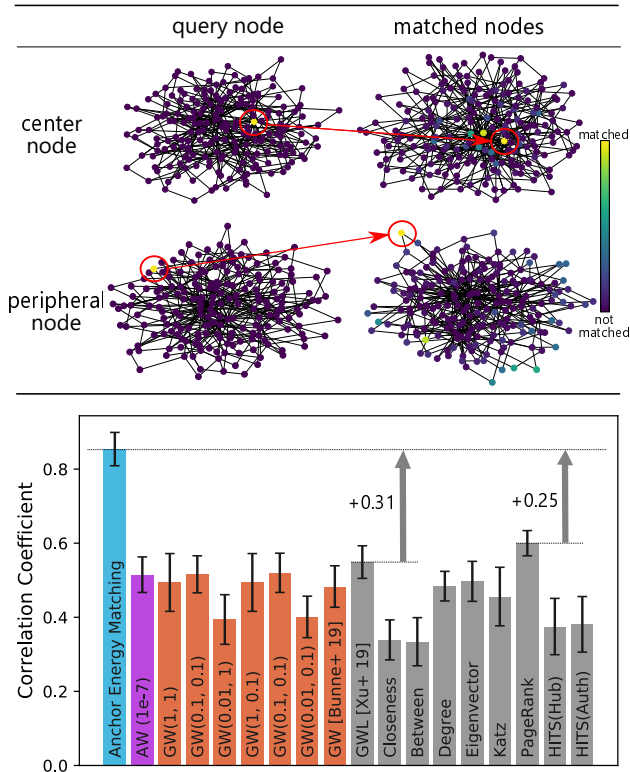 query node
matched nodes
center
node
matched
peripheral
node
not
matched
Correlation Coefficient
0.8
0.6
0.4
0.2
0.0
+0.31
+0.25
Anchor Energy Matching
AW (1e-7)
GW(1, 1)
GW(0.1, 0.1)
GW(0.01, 1)
GW(1, 0.1)
GW(0.1, 0.1)
GW(0.01, 0.1)
GW [Bunne+ 19]
GWL [Xu+ 19]
Closeness
Between
Degree
Eigenvector
Katz
PageRank
HITS(Hub)
HITS(Auth)